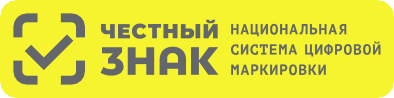 ЧЕСТНЫЙ
ЗНАК
НАЦИОНАЛЬНАЯ
СИСТЕМА ЦИФРОВОЙ
МАРКИРОВКИ